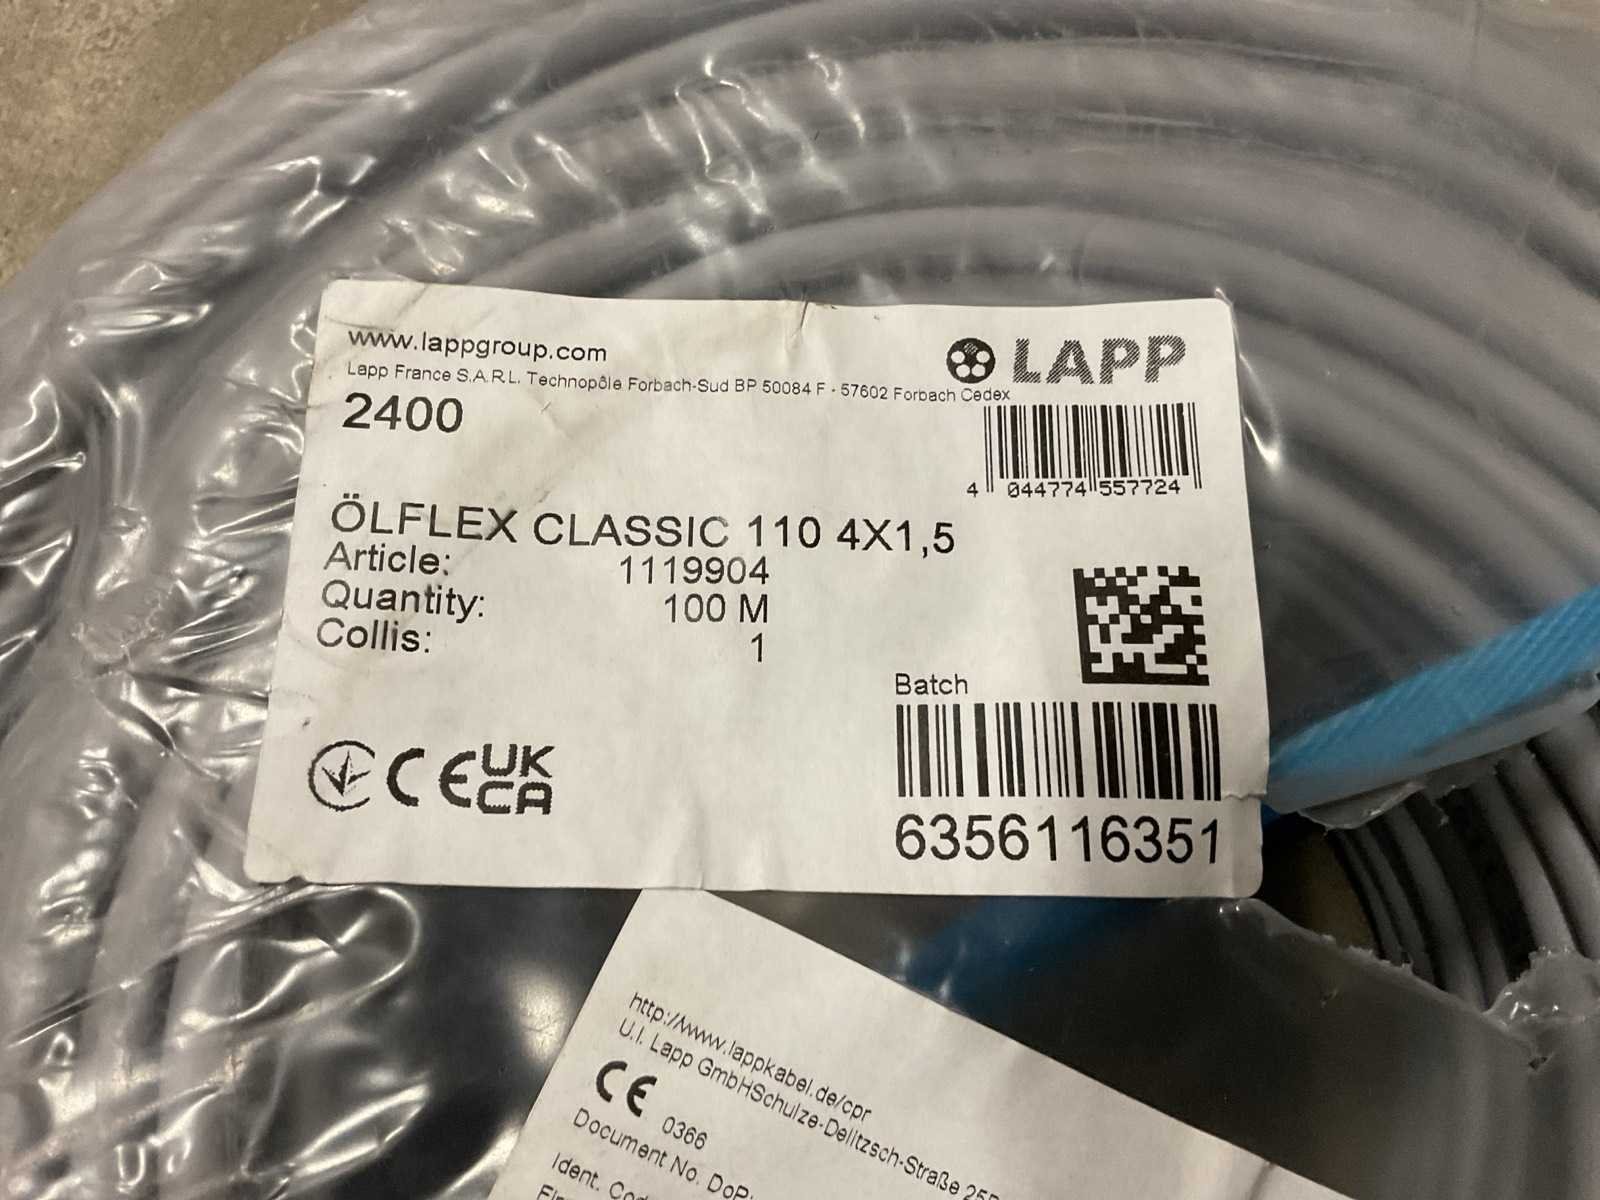 www.lappgroup.com
LAPP
Lapp France S.A.R.L. Technopôle Forbach-Sud BP 50084 F - 57602 Forbach Cedex
2400
4 044774 557724
ÖLFLEX CLASSIC 110 4X1,5
Article: 1119904
Quantity: 100 M
Collis: 1
Batch
CE UK CA
6356116351
http://www.lappkabel.de/cpr
U.I. Lapp GmbHSchulze-Delitzsch-Straße
CE 0366
Document No.
Ident.